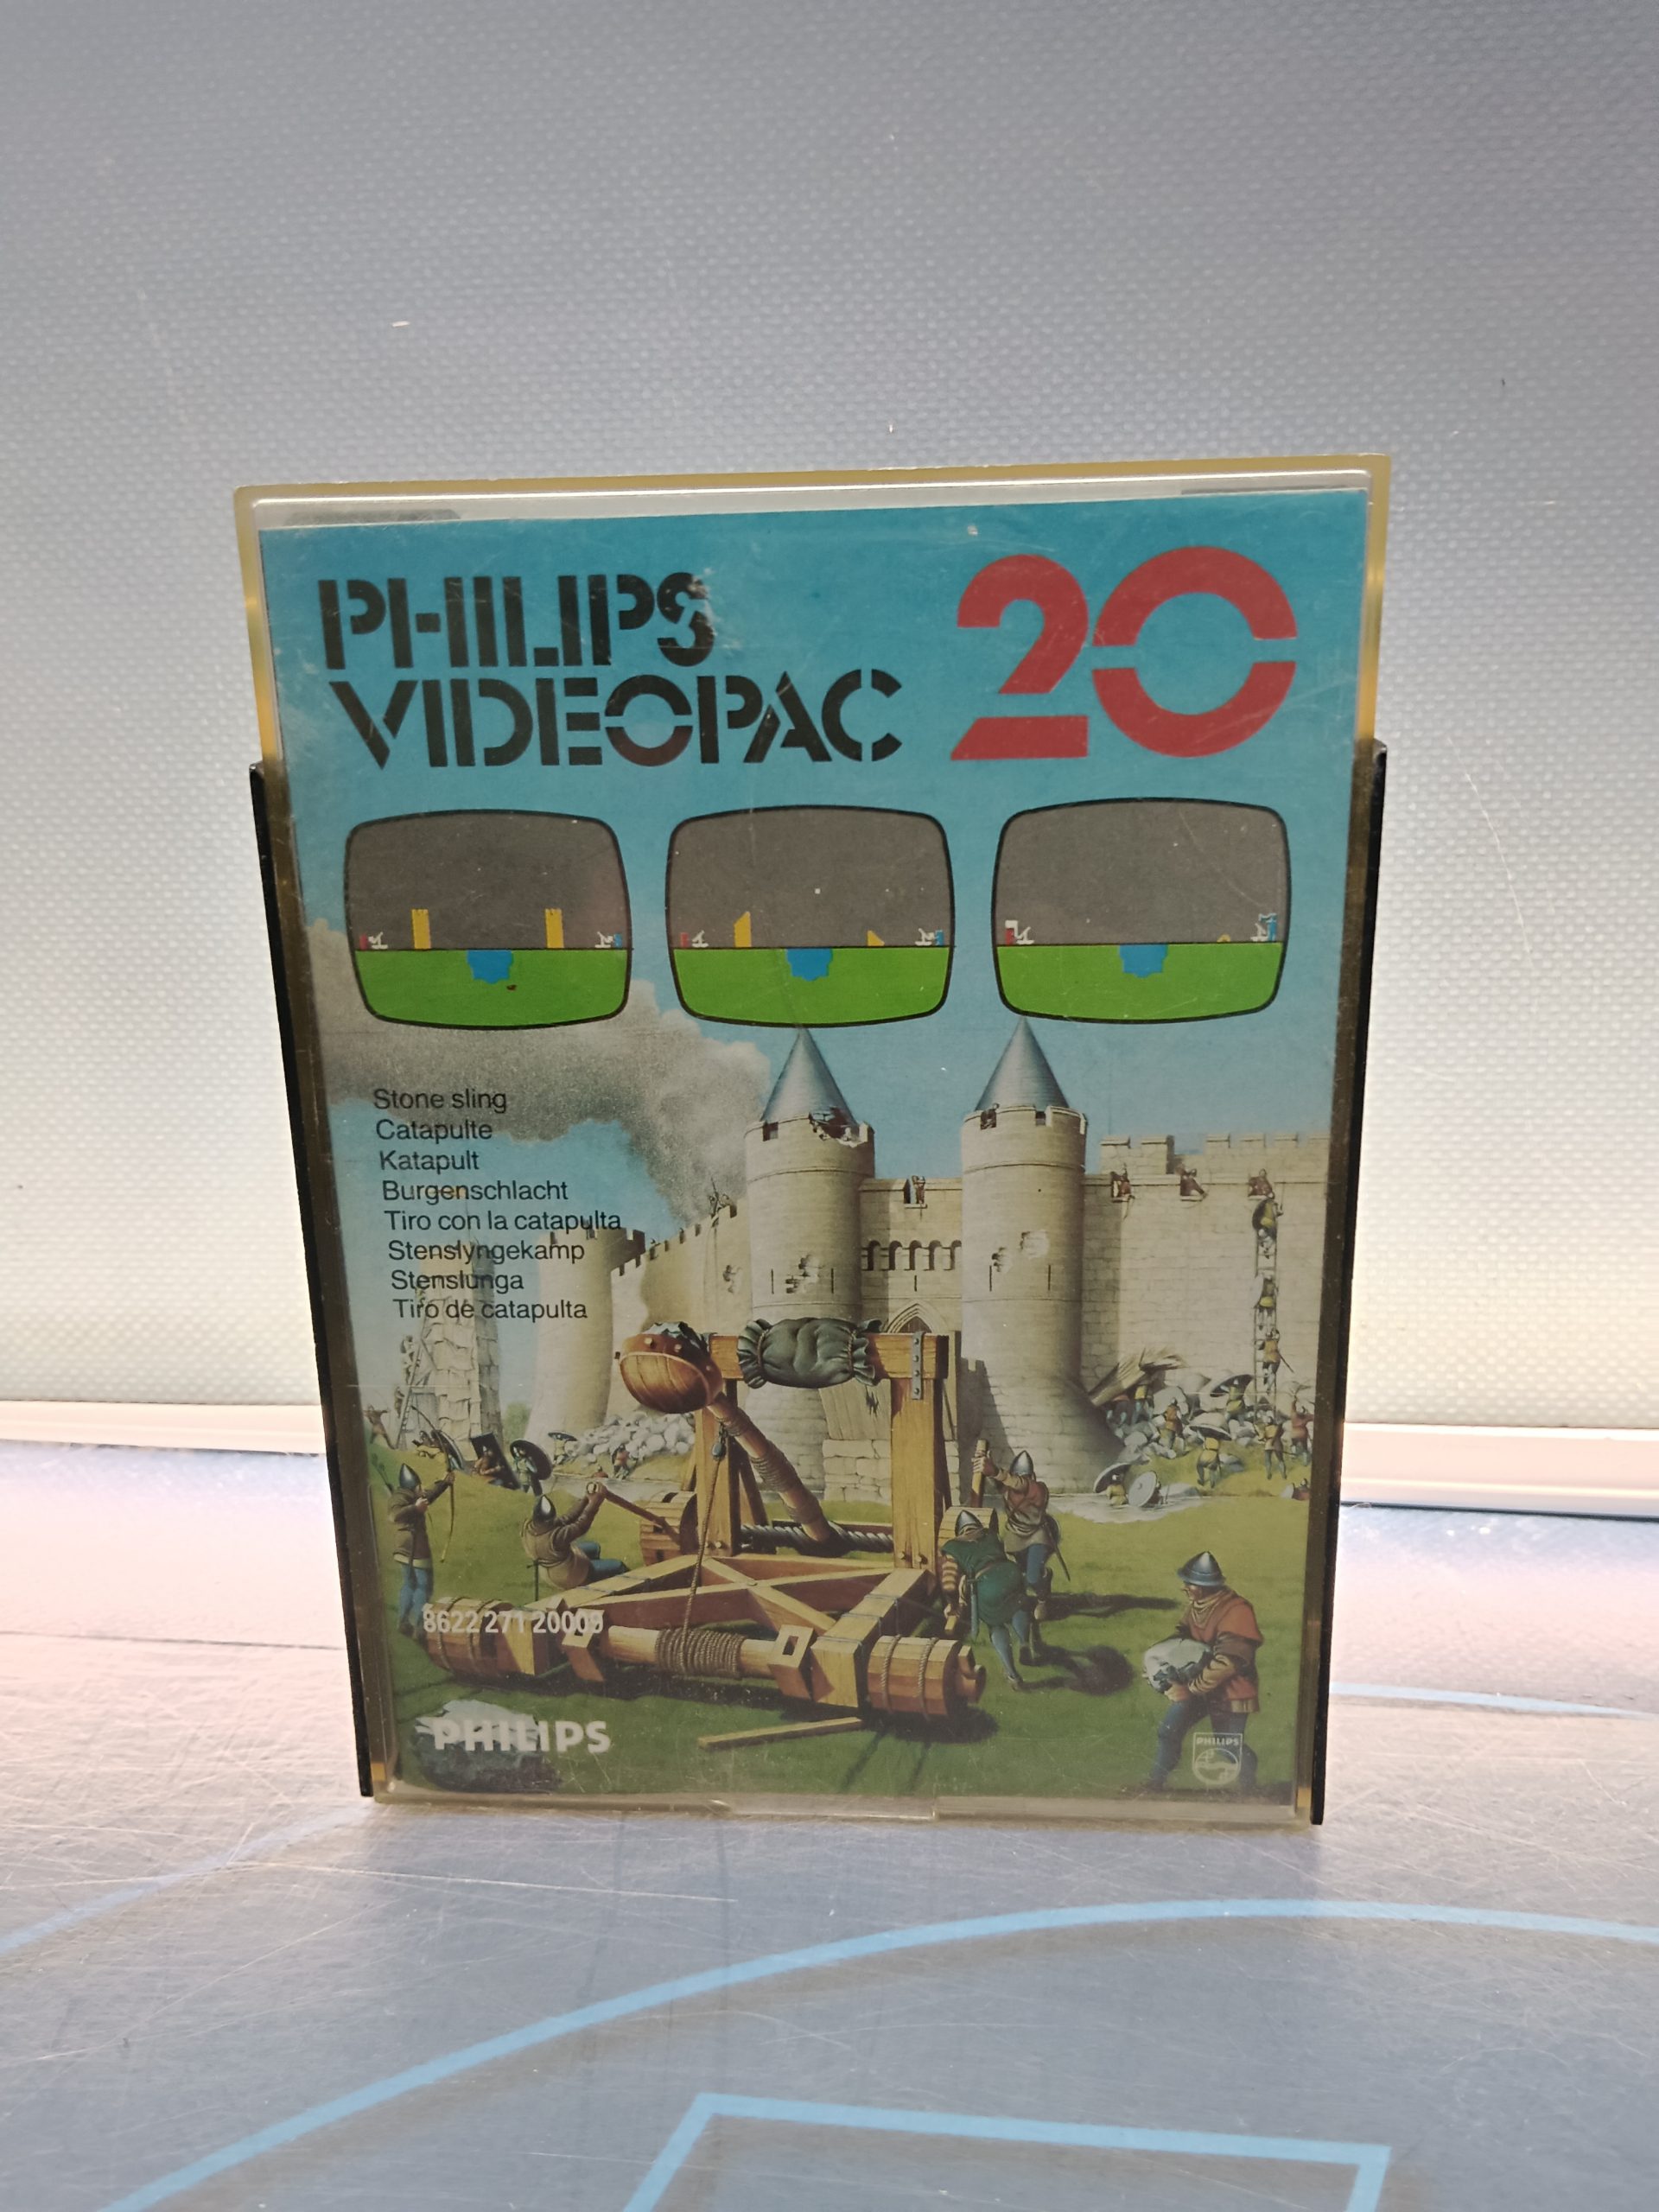 PHILIPS 20
VIDEOPAC
Stone sling
Catapulte
Katapult
Burgenschlacht
Tiro con la catapulta
Stenslyngekamp
Stenslunga
Tiro de catapulta
8622 271 20009
PHILIPS
PHILIPS